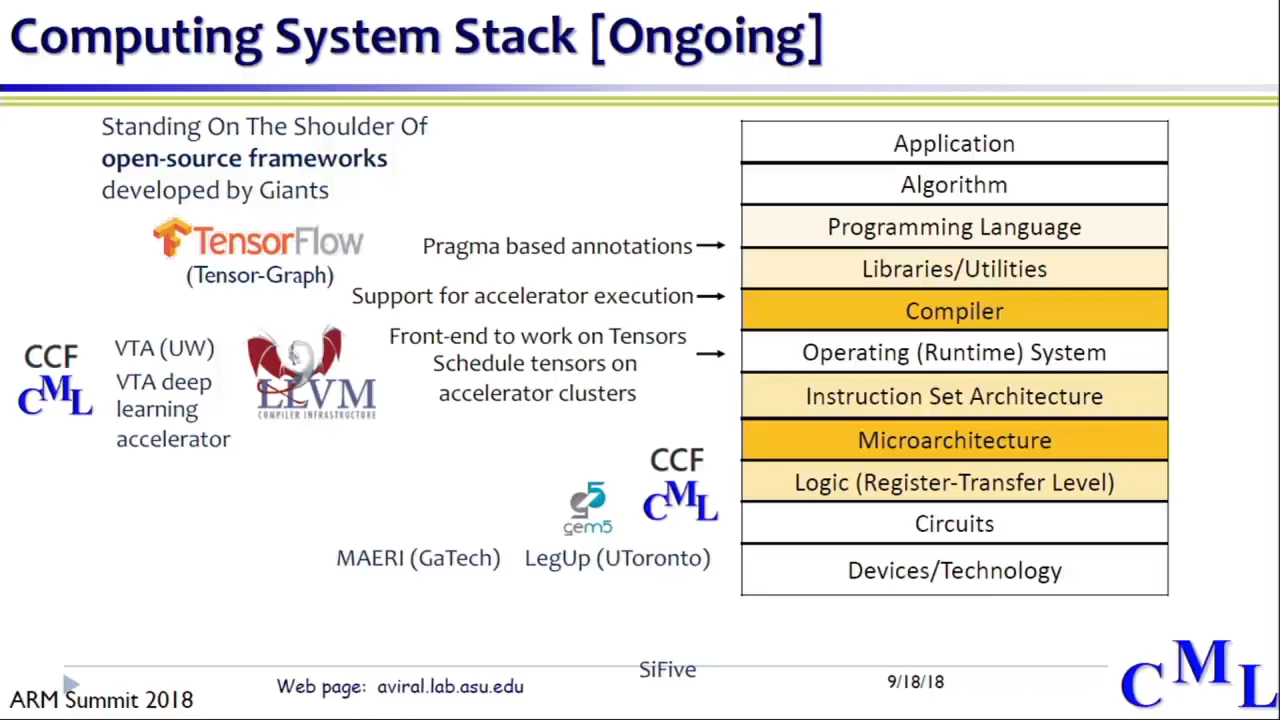 Computing System Stack [Ongoing]
Standing On The Shoulder Of
open-source frameworks
developed by Giants
TensorFlow
(Tensor-Graph)
Pragma based annotations
Support for accelerator execution
Front-end to work on Tensors
Schedule tensors on
accelerator clusters
CCF
CML
VTA (UW)
VTA deep
learning
accelerator
LLVM
COMPILER INFRASTRUCTURE
CCF
CML
gem5
MAERI (GaTech)
LegUp (UToronto)
Application
Algorithm
Programming Language
Libraries/Utilities
Compiler
Operating (Runtime) System
Instruction Set Architecture
Microarchitecture
Logic (Register-Transfer Level)
Circuits
Devices/Technology
SiFive
ARM Summit 2018
Web page: aviral.lab.asu.edu
9/18/18
CML